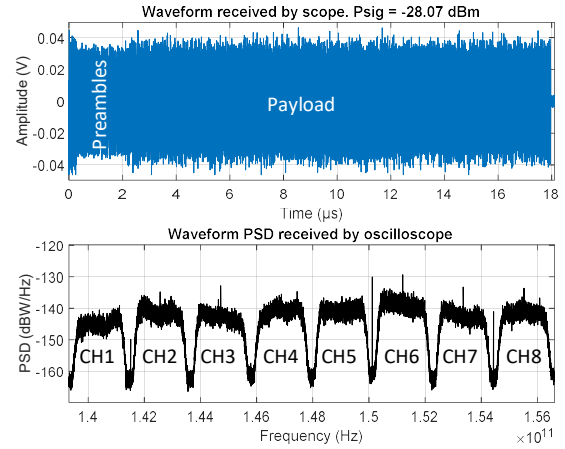 Waveform received by scope. Psig = -28.07 dBm
Amplitude (V)
0.04
0.02
0
-0.02
-0.04
Preambles
Payload
0 2 4 6 8 10 12 14 16 18
Time (µs)
Waveform PSD received by oscilloscope
PSD (dBW/Hz)
-120
-130
-140
-150
-160
CH1 CH2 CH3 CH4 CH5 CH6 CH7 CH8
1.4 1.42 1.44 1.46 1.48 1.5 1.52 1.54 1.56
Frequency (Hz)
×10^11